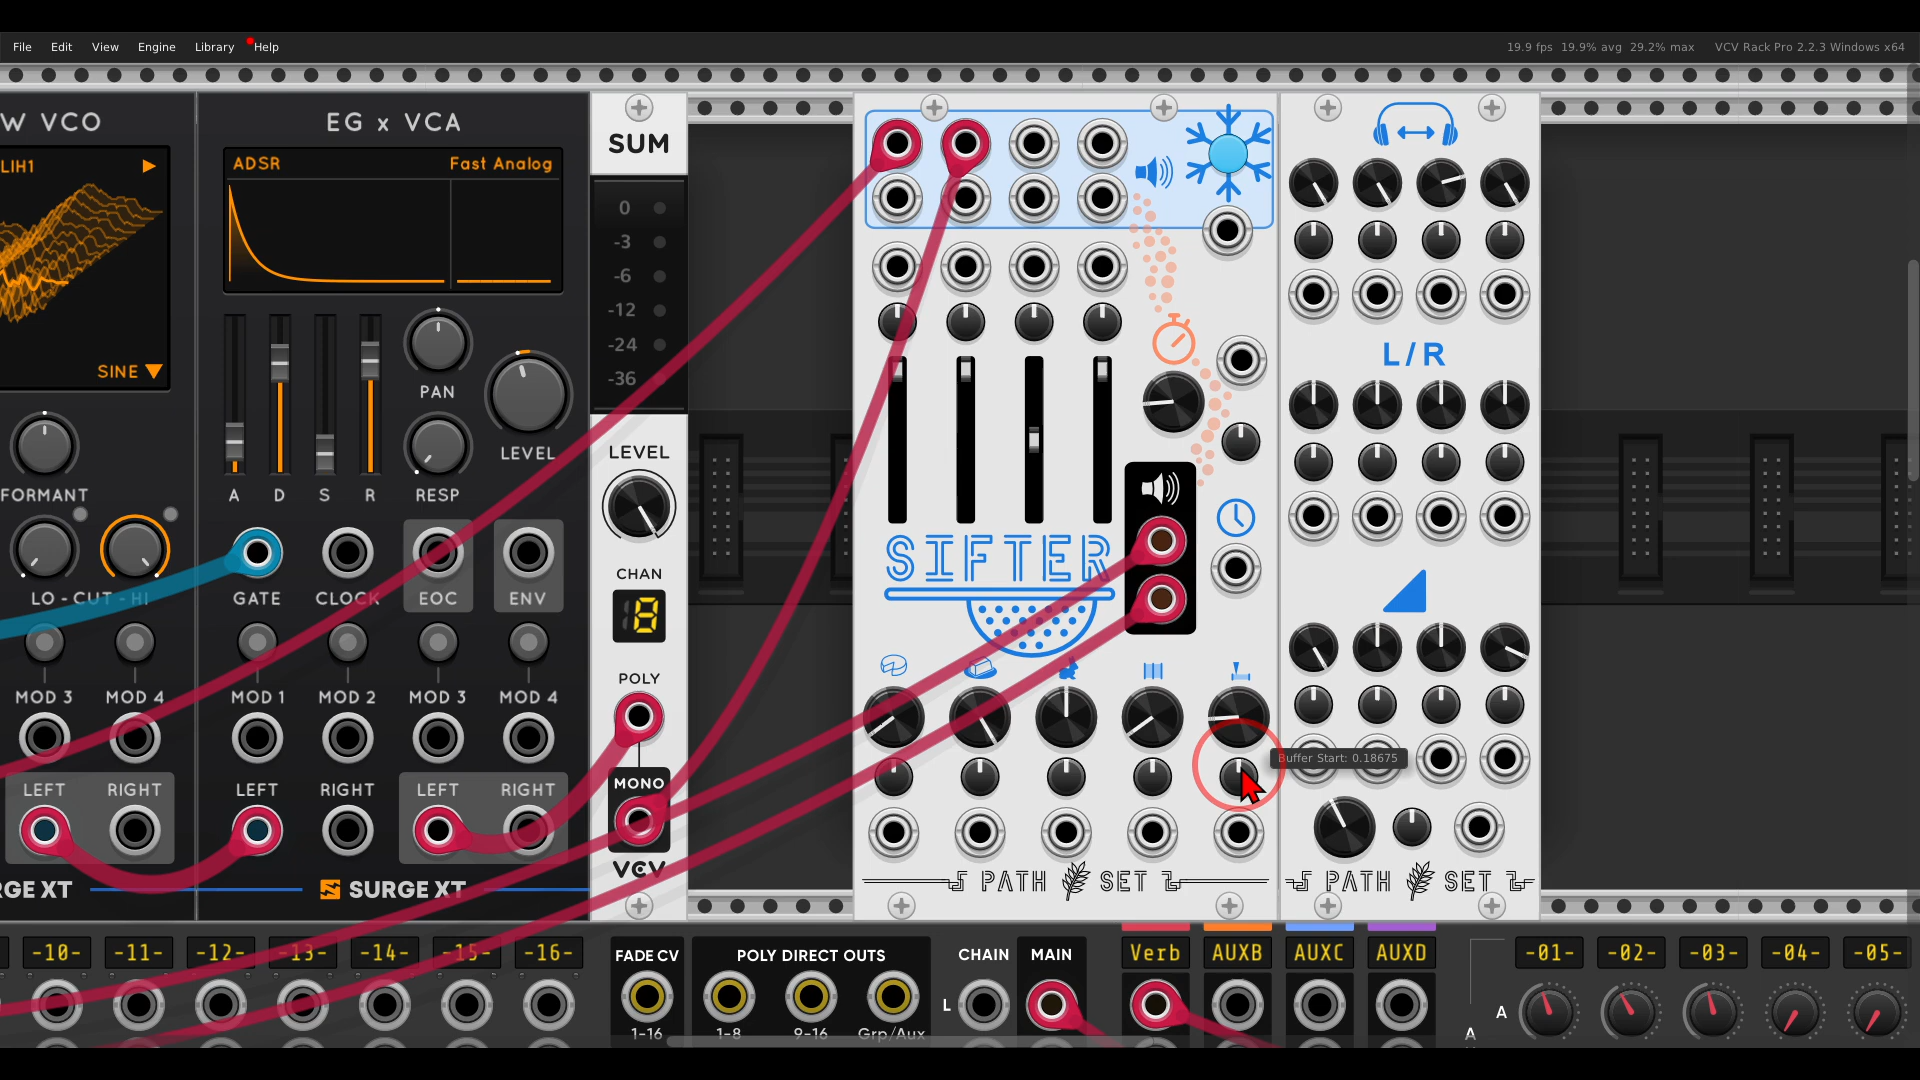 File Edit View Engine Library Help
19.9 fps 19.9% avg 29.2% max VCV Rack Pro 2.2.3 Windows x64
W VCO
EG x VCA
SUM
LIH1
ADSR Fast Analog
0
-3
-6
-12
-24
-36
SINE
PAN
LEVEL
FORMANT
A D S R RESP
LEVEL
L/R
CHAN
8
SIFTER
LO - CUT - HI
GATE CLOCK EOC ENV
POLY
MOD 3 MOD 4
MOD 1 MOD 2 MOD 3 MOD 4
Buffer Start: 0.18675
MONO
LEFT RIGHT
LEFT RIGHT LEFT RIGHT
VCV
RGE XT
SURGE XT
PATH SET
PATH SET
-10- -11- -12- -13- -14- -15- -16-
FADE CV
POLY DIRECT OUTS
CHAIN MAIN
Verb AUXB AUXC AUXD
-01- -02- -03- -04- -05-
L
A
1-16 1-8 9-16 Grp/Aux
A